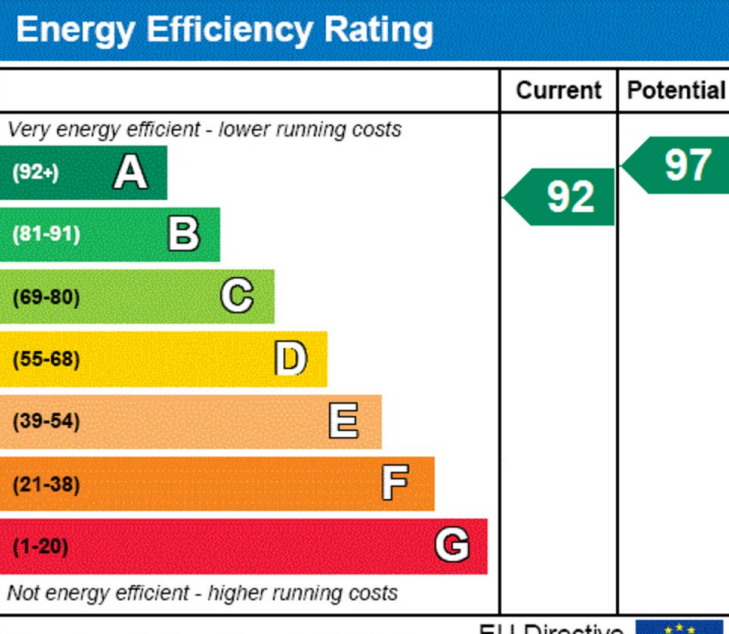 Energy Efficiency Rating
Current Potential
Very energy efficient - lower running costs
(92+) A
92
97
(81-91) B
(69-80) C
(55-68) D
(39-54) E
(21-38) F
(1-20) G
Not energy efficient - higher running costs
EU Directive